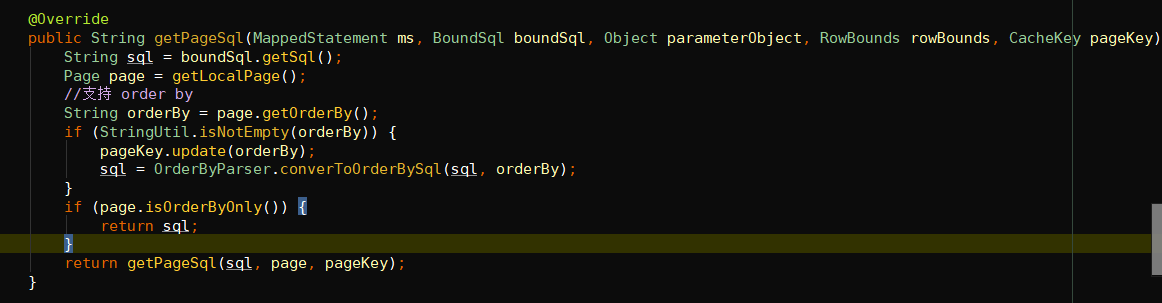 @Override
public String getPageSql(MappedStatement ms, BoundSql boundSql, Object parameterObject, RowBounds rowBounds, CacheKey pageKey)
String sql = boundSql.getSql();
Page page = getLocalPage();
//支持 order by
String orderBy = page.getOrderBy();
if (StringUtil.isNotEmpty(orderBy)) {
pageKey.update(orderBy);
sql = OrderByParser.converToOrderBySql(sql, orderBy);
}
if (page.isOrderByOnly()) {
return sql;
}
return getPageSql(sql, page, pageKey);
}